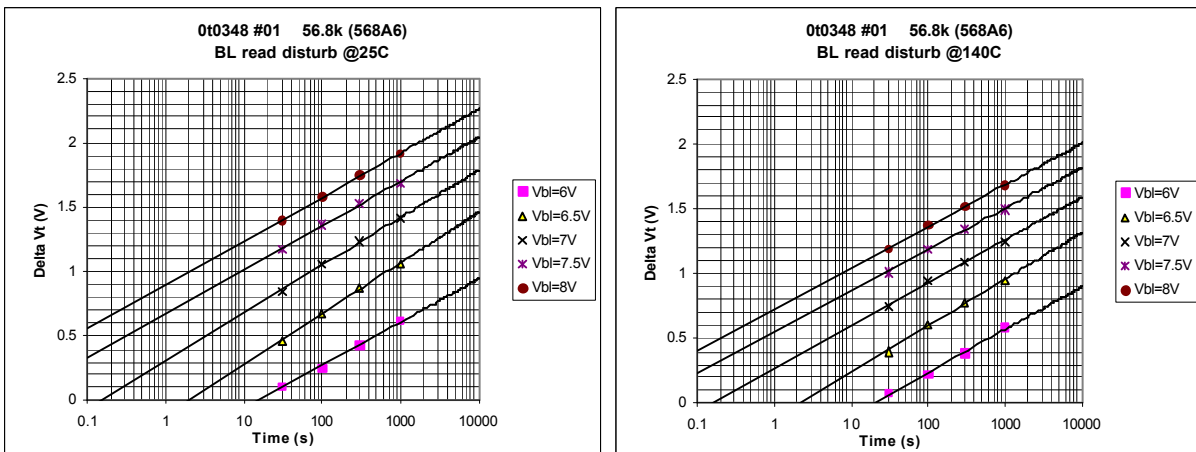 0t0348 #01 56.8k (568A6)
BL read disturb @25C
Delta Vt (V)
2.5
2
1.5
1
0.5
0
0.1 1 10 100 1000 10000
Time (s)
Vbl=6V
Vbl=6.5V
Vbl=7V
Vbl=7.5V
Vbl=8V
0t0348 #01 56.8k (568A6)
BL read disturb @140C
Delta Vt (V)
2.5
2
1.5
1
0.5
0
0.1 1 10 100 1000 10000
Time (s)
Vbl=6V
Vbl=6.5V
Vbl=7V
Vbl=7.5V
Vbl=8V